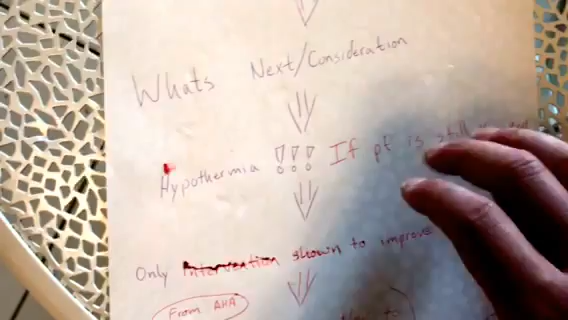 Whats Next/Consideration
Hypothermia !!! If pt is still
Only intervention shown to improve
From AHA